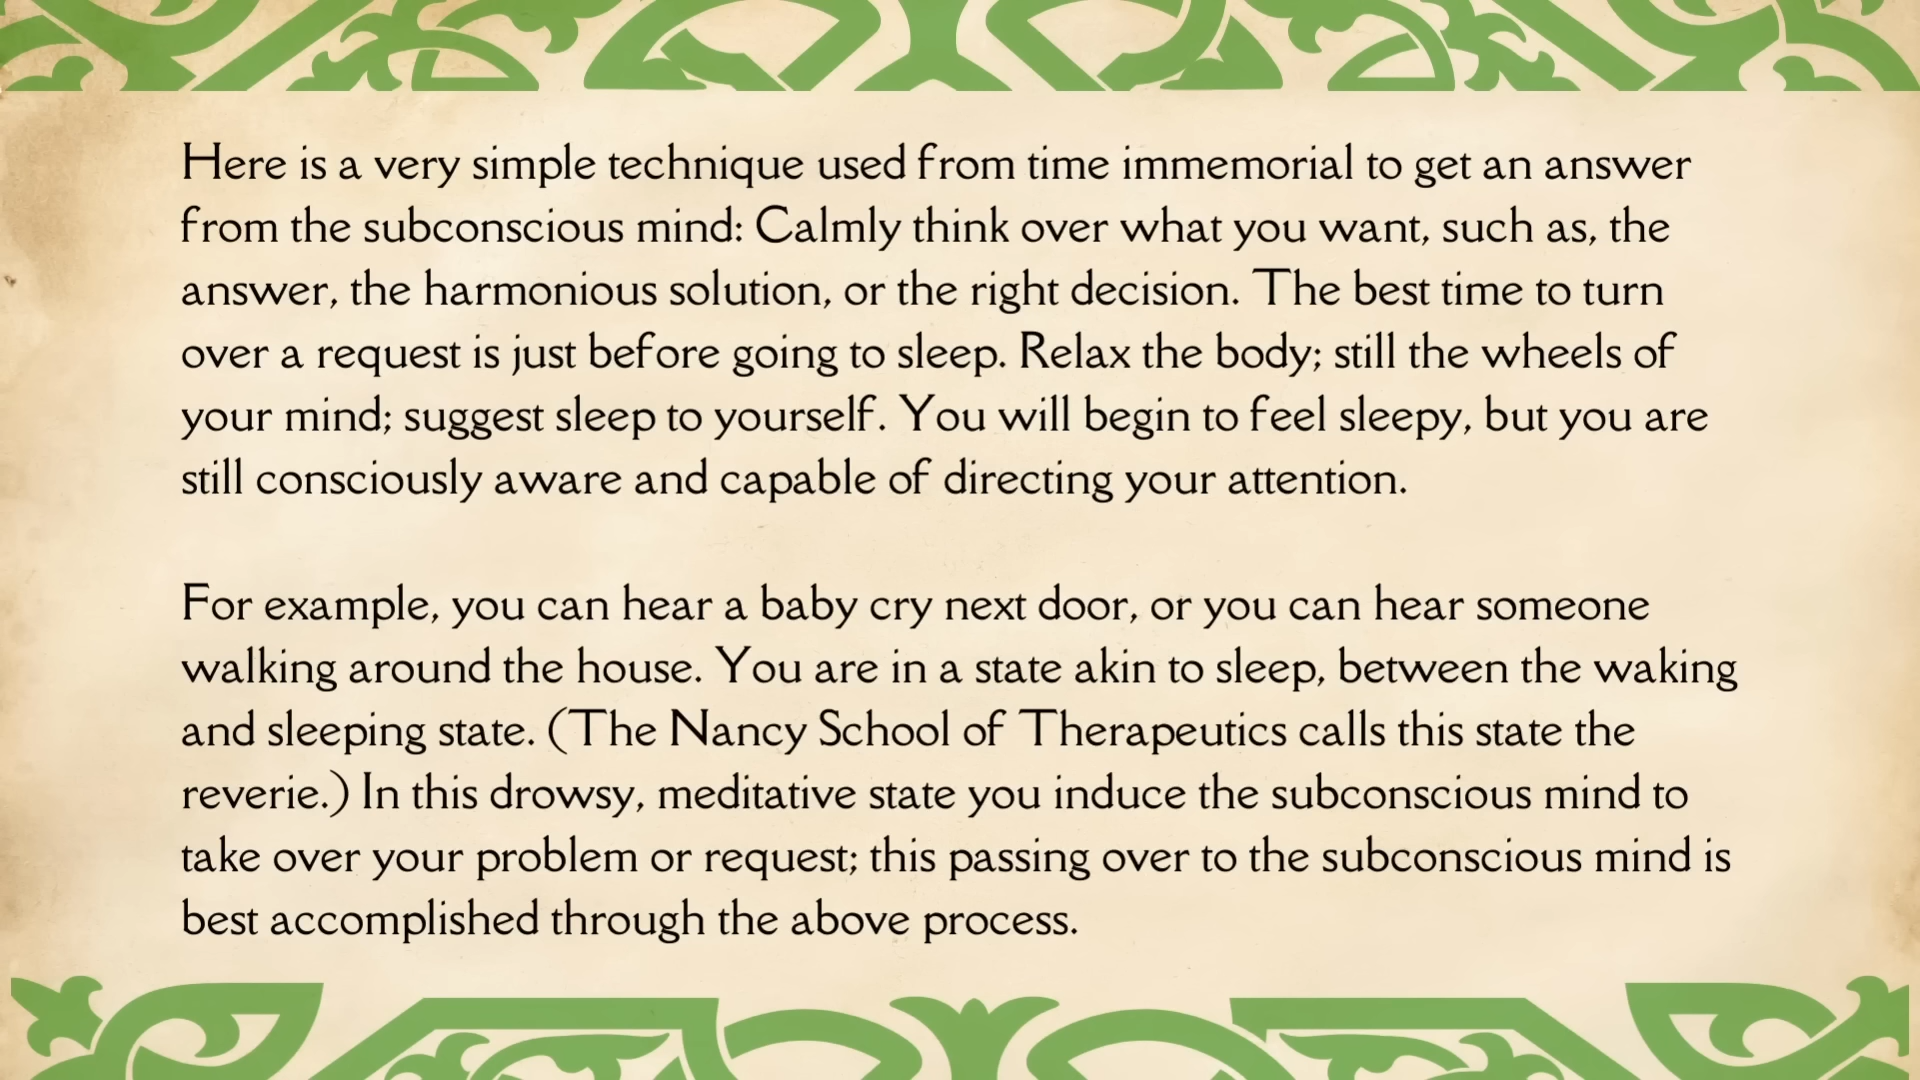 Here is a very simple technique used from time immemorial to get an answer
from the subconscious mind: Calmly think over what you want, such as, the
answer, the harmonious solution, or the right decision. The best time to turn
over a request is just before going to sleep. Relax the body; still the wheels of
your mind; suggest sleep to yourself. You will begin to feel sleepy, but you are
still consciously aware and capable of directing your attention.
For example, you can hear a baby cry next door, or you can hear someone
walking around the house. You are in a state akin to sleep, between the waking
and sleeping state. (The Nancy School of Therapeutics calls this state the
reverie.) In this drowsy, meditative state you induce the subconscious mind to
take over your problem or request; this passing over to the subconscious mind is
best accomplished through the above process.